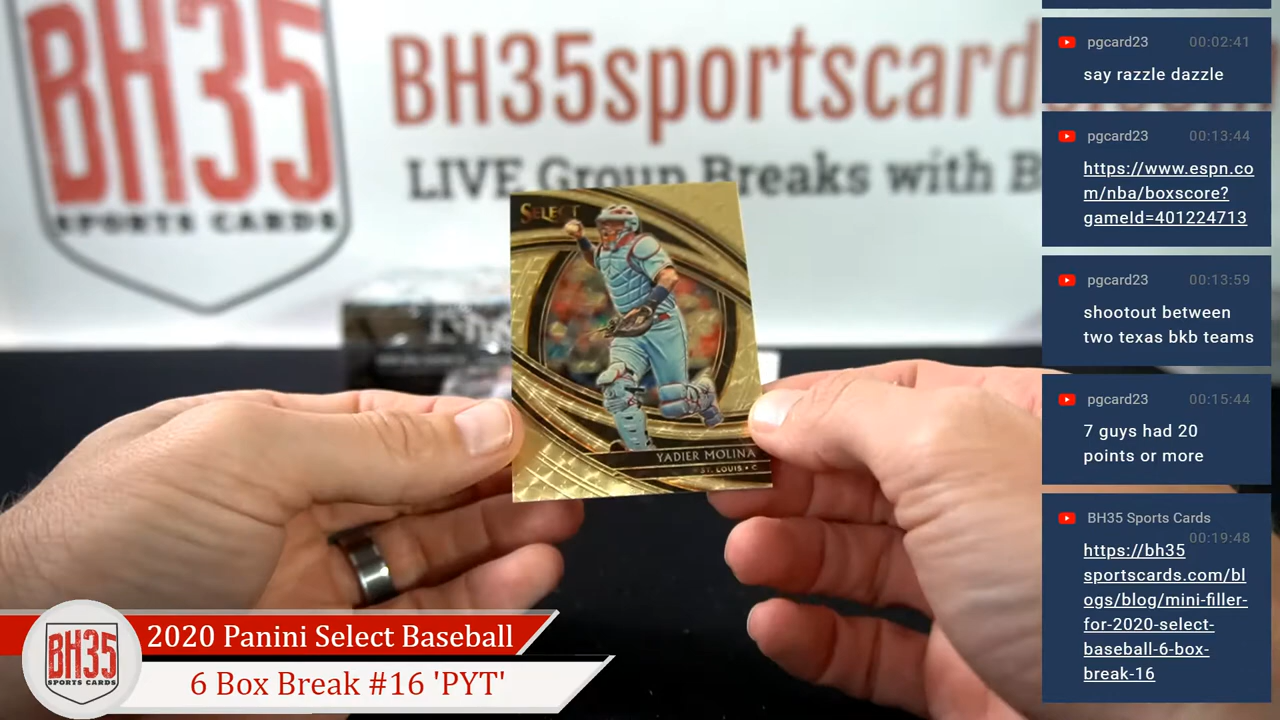 BH35
SPORTS CARDS
BH35sportscards.com
LIVE Group Breaks with B
SELECT
YADIER MOLINA
ST. LOUIS • C
BH35
SPORTS CARDS
2020 Panini Select Baseball
6 Box Break #16 'PYT'
pgcard23 00:02:41
say razzle dazzle
pgcard23 00:13:44
https://www.espn.co
m/nba/boxscore?
gameId=401224713
pgcard23 00:13:59
shootout between
two texas bkb teams
pgcard23 00:15:44
7 guys had 20
points or more
BH35 Sports Cards
00:19:48
https://bh35
sportscards.com/bl
ogs/blog/mini-filler-
for-2020-select-
baseball-6-box-
break-16